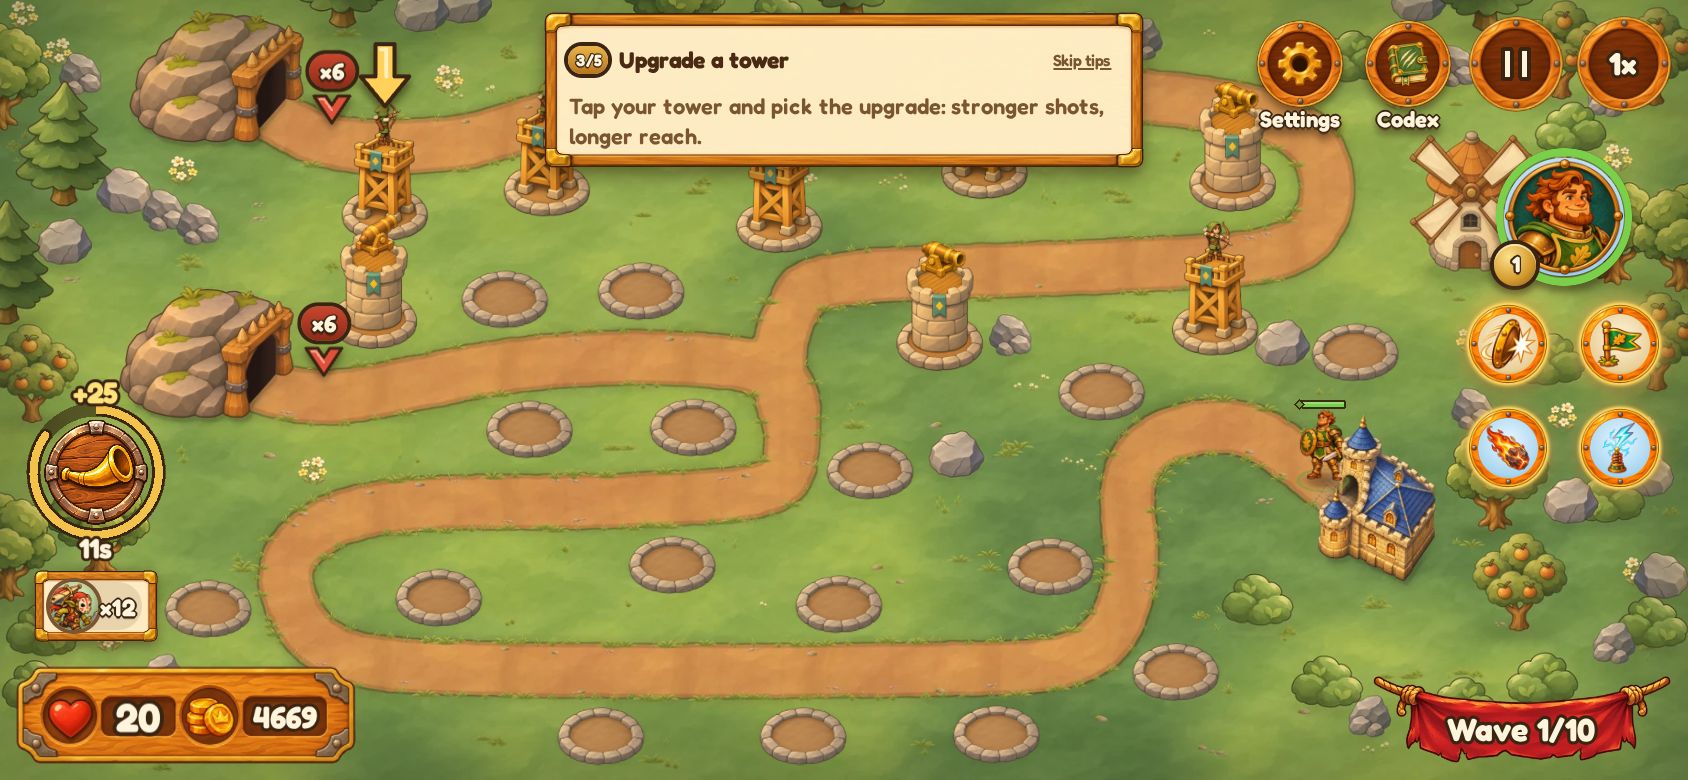 3/5 Upgrade a tower
Skip tips
Tap your tower and pick the upgrade: stronger shots,
longer reach.
1x
Settings
Codex
x6
1
x6
+25
11s
x12
20
4669
Wave 1/10